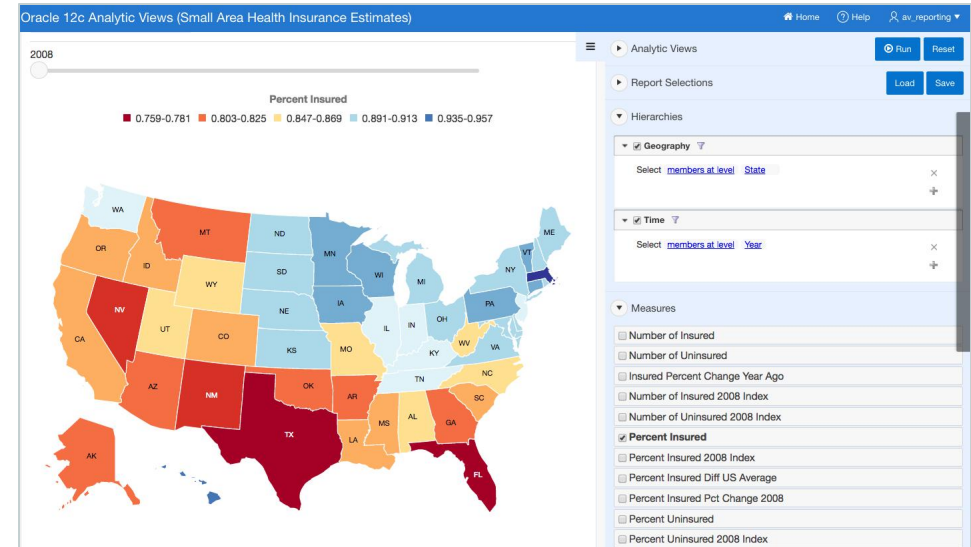 Oracle 12c Analytic Views (Small Area Health Insurance Estimates)
Home
Help
av_reporting
2008
Percent Insured
0.759-0.781
0.803-0.825
0.847-0.869
0.891-0.913
0.935-0.957
WA
MT
ND
ME
OR
MN
VT
ID
SD
WI
NY
WY
MI
IA
PA
NV
NE
IL
IN
OH
UT
CO
CA
KS
MO
KY
WV
VA
AZ
NM
OK
TN
NC
AR
SC
MS
AL
GA
LA
TX
AK
FL
Analytic Views
Run
Reset
Report Selections
Load
Save
Hierarchies
Geography
Select members at level State
Time
Select members at level Year
Measures
Number of Insured
Number of Uninsured
Insured Percent Change Year Ago
Number of Insured 2008 Index
Number of Uninsured 2008 Index
Percent Insured
Percent Insured 2008 Index
Percent Insured Diff US Average
Percent Insured Pct Change 2008
Percent Uninsured
Percent Uninsured 2008 Index